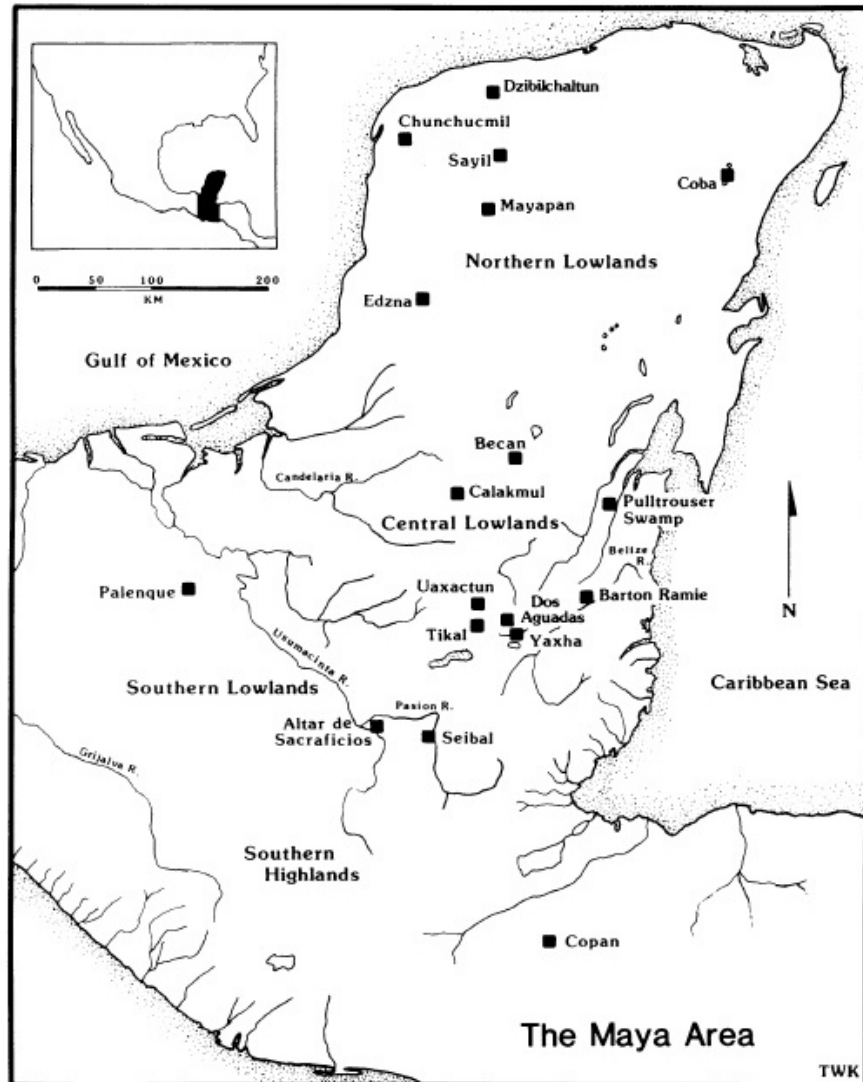 Dzibilchaltun
Chunchucmil
Sayil
Coba
Mayapan
Northern Lowlands
0 50 100 200
KM
Edzna
Gulf of Mexico
Becan
Candelaria R.
Calakmul
Pulltrouser
Swamp
Central Lowlands
Belize
R.
Palenque
Uaxactun
Dos
Aguadas
Barton Ramie
N
Tikal
Yaxha
Usumacinta R.
Southern Lowlands
Caribbean Sea
Pasion R.
Altar de
Sacraficios
Seibal
Grijalva R.
Southern
Highlands
Copan
The Maya Area
TWK